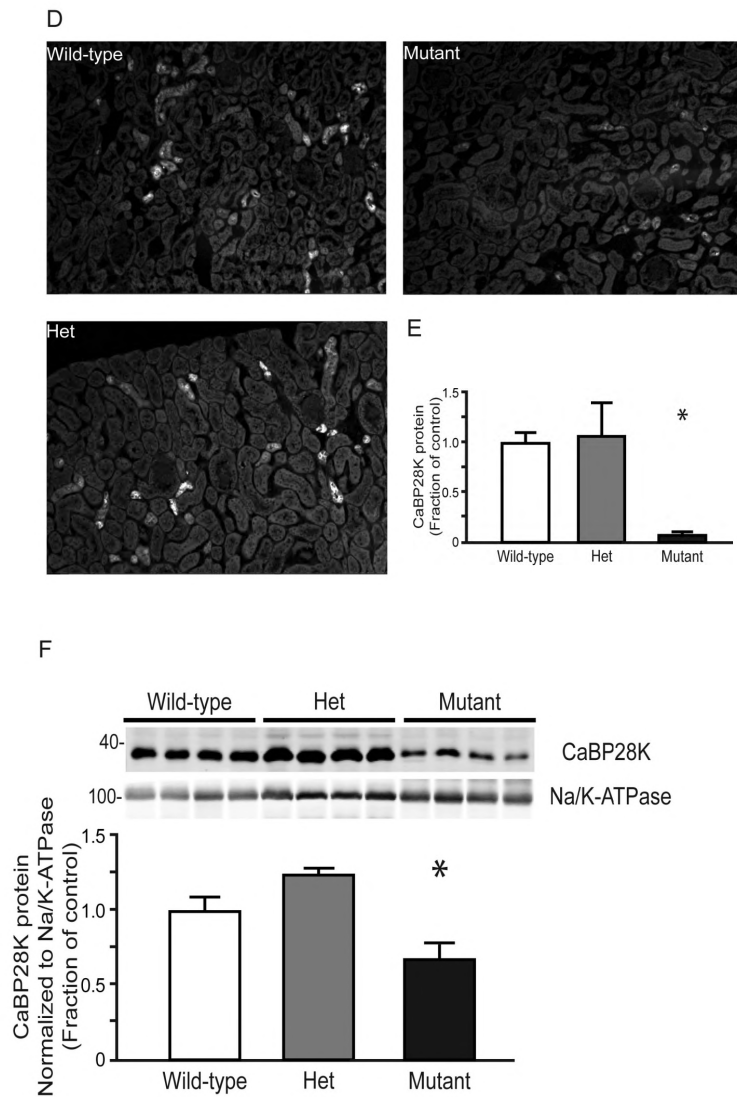 D
Wild-type
Mutant
Het
E
CaBP28K protein
(Fraction of control)
1.5
1.0
0.5
0
*
Wild-type Het Mutant
F
Wild-type Het Mutant
40-
CaBP28K
100-
Na/K-ATPase
CaBP28K protein
Normalized to Na/K-ATPase
(Fraction of control)
1.5
1.0
0.5
0
*
Wild-type Het Mutant